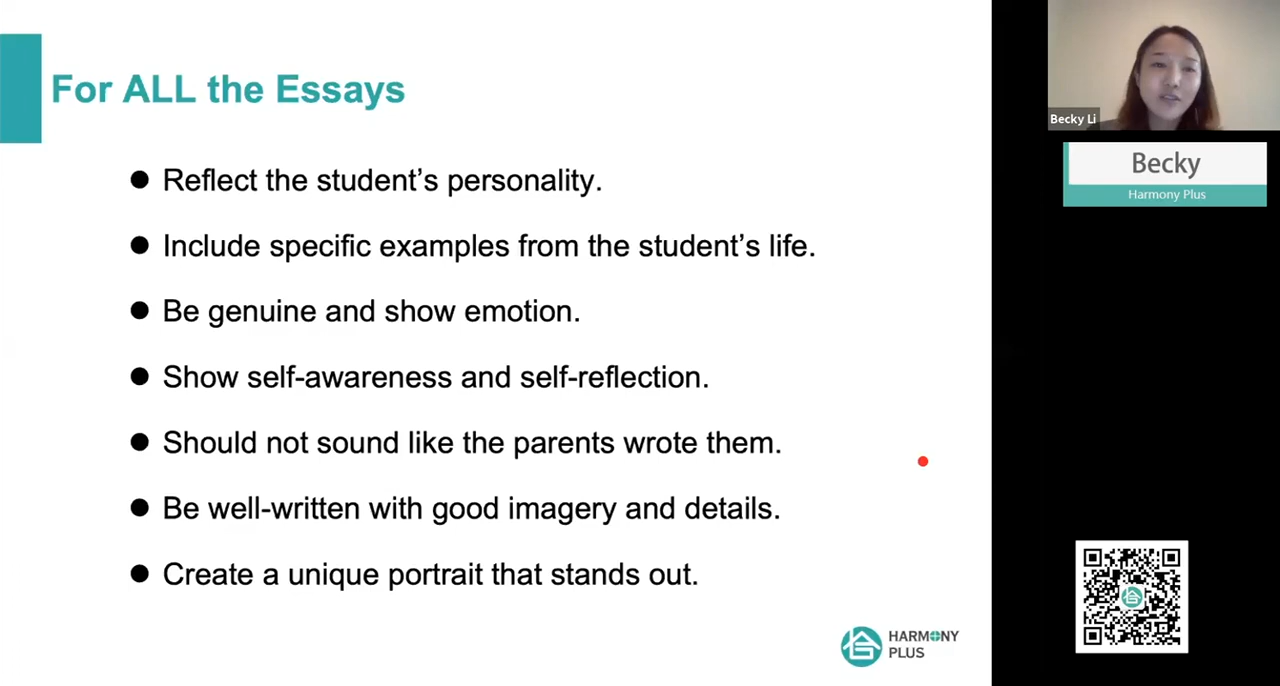 For ALL the Essays
● Reflect the student’s personality.
● Include specific examples from the student’s life.
● Be genuine and show emotion.
● Show self-awareness and self-reflection.
● Should not sound like the parents wrote them.
● Be well-written with good imagery and details.
● Create a unique portrait that stands out.
HARMONY
PLUS
Becky Li
Becky
Harmony Plus